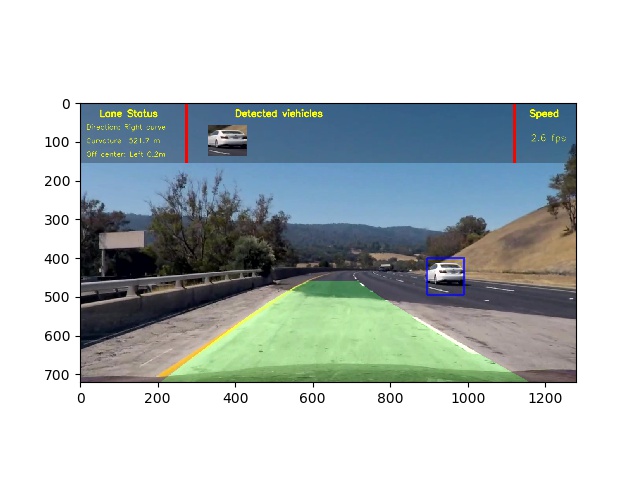 Lane Status
Detected viehicles
Speed
Direction: Right curve
Curvature: 521.7 m
Off center: Left 0.2m
2.6 fps
0
100
200
300
400
500
600
700
0
200
400
600
800
1000
1200